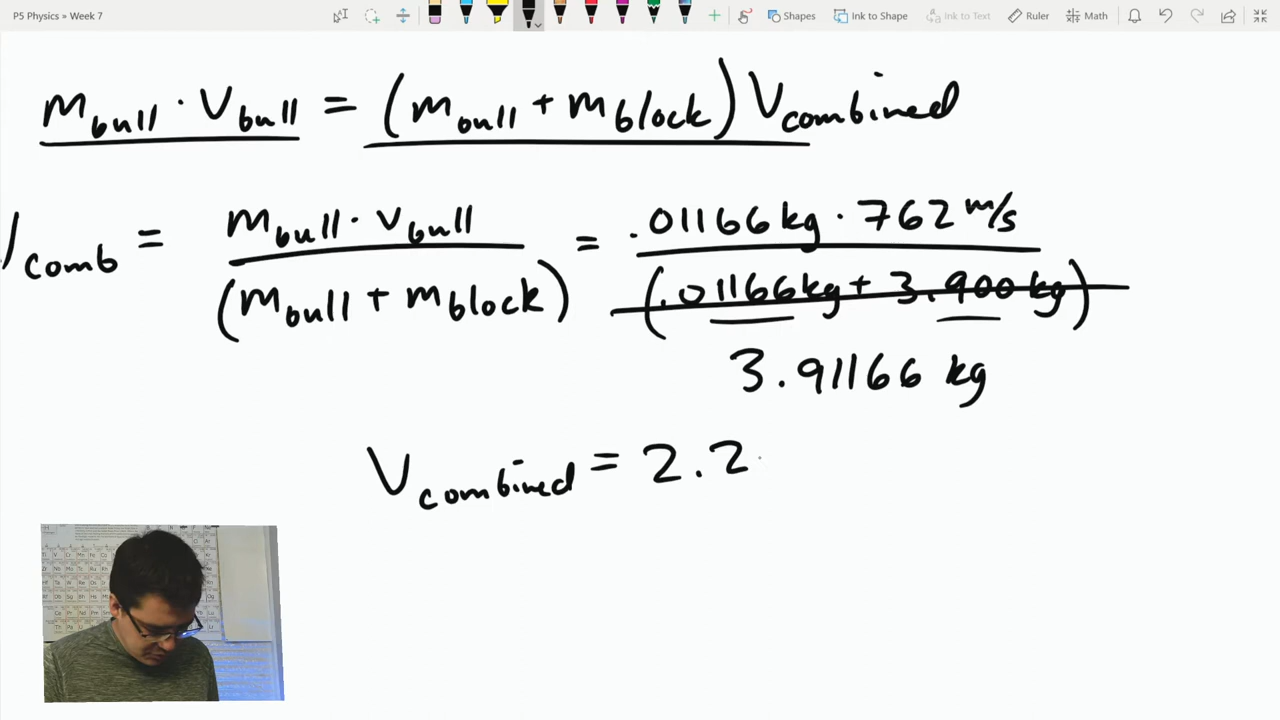 P5 Physics » Week 7
Shapes
Ink to Shape
Ink to Text
Ruler
Math
m_bull · v_bull = (m_bull + m_block) V_combined
V_comb = m_bull · v_bull / (m_bull + m_block) = .01166 kg · 762 m/s / (.01166 kg + 3.900 kg)
3.91166 kg
V_combined = 2.2